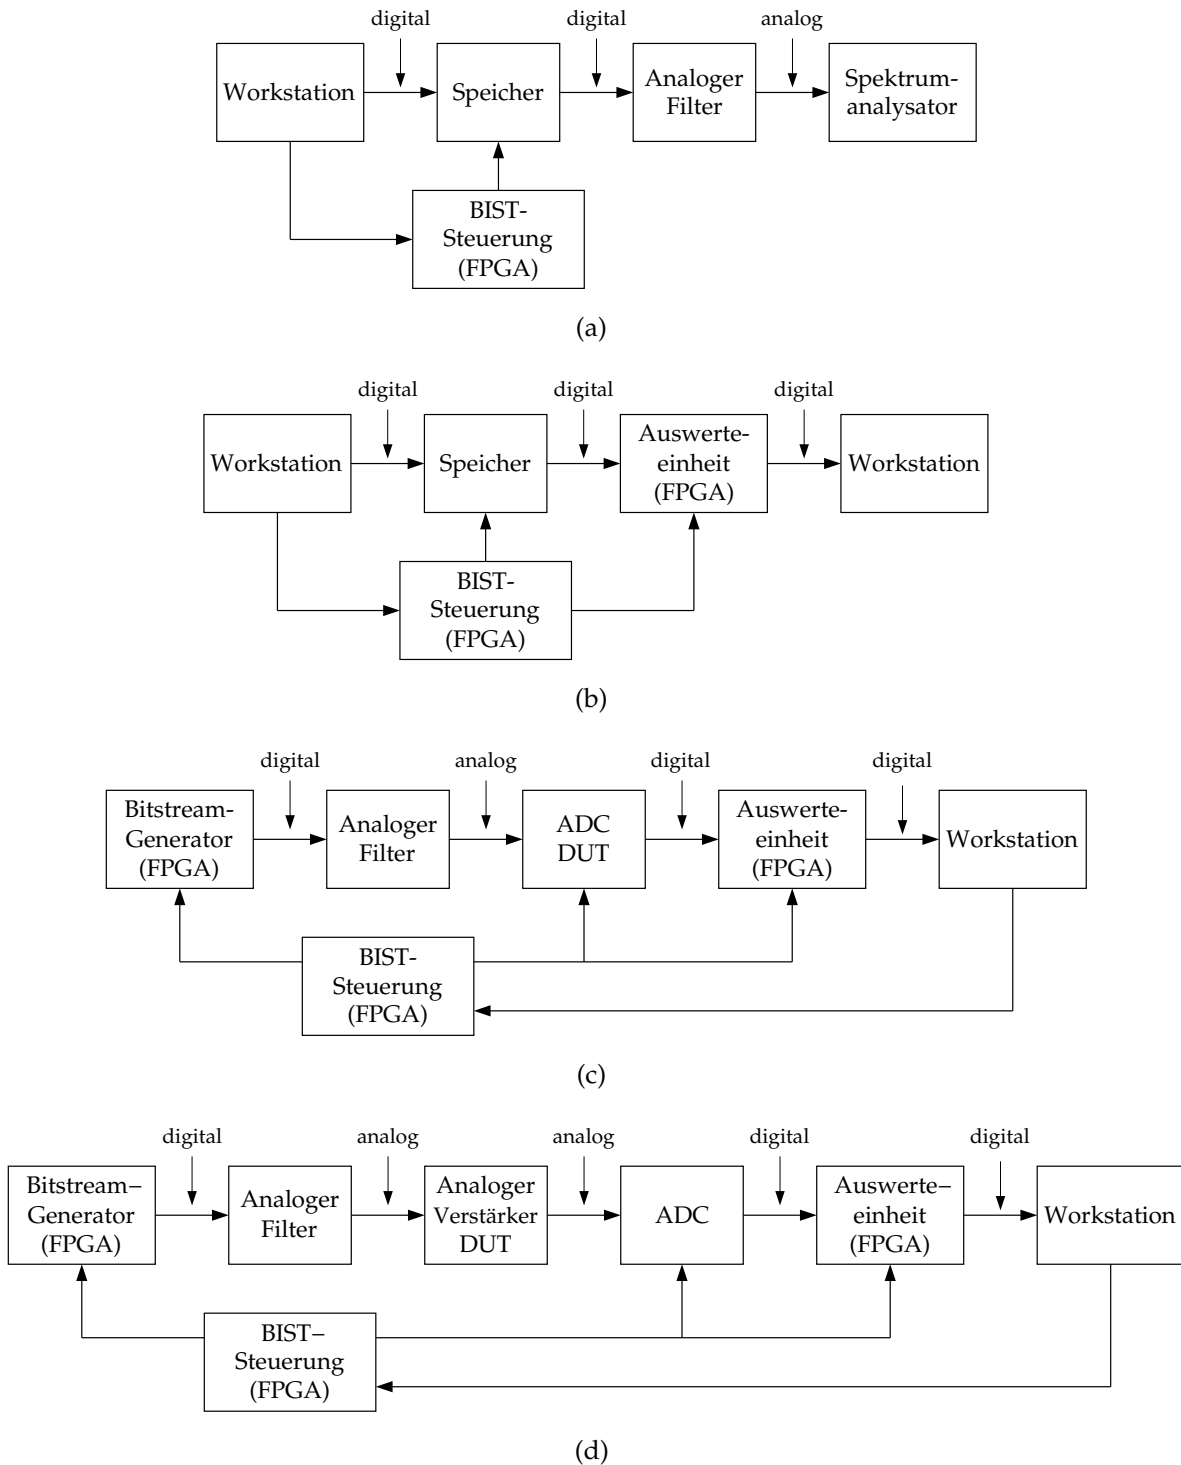 digital
digital
analog
Workstation
Speicher
Analoger
Filter
Spektrum-
analysator
BIST-
Steuerung
(FPGA)
(a)
digital
digital
digital
Workstation
Speicher
Auswerte-
einheit
(FPGA)
Workstation
BIST-
Steuerung
(FPGA)
(b)
digital
analog
digital
digital
Bitstream-
Generator
(FPGA)
Analoger
Filter
ADC
DUT
Auswerte-
einheit
(FPGA)
Workstation
BIST-
Steuerung
(FPGA)
(c)
digital
analog
analog
digital
digital
Bitstream–
Generator
(FPGA)
Analoger
Filter
Analoger
Verstärker
DUT
ADC
Auswerte–
einheit
(FPGA)
Workstation
BIST–
Steuerung
(FPGA)
(d)